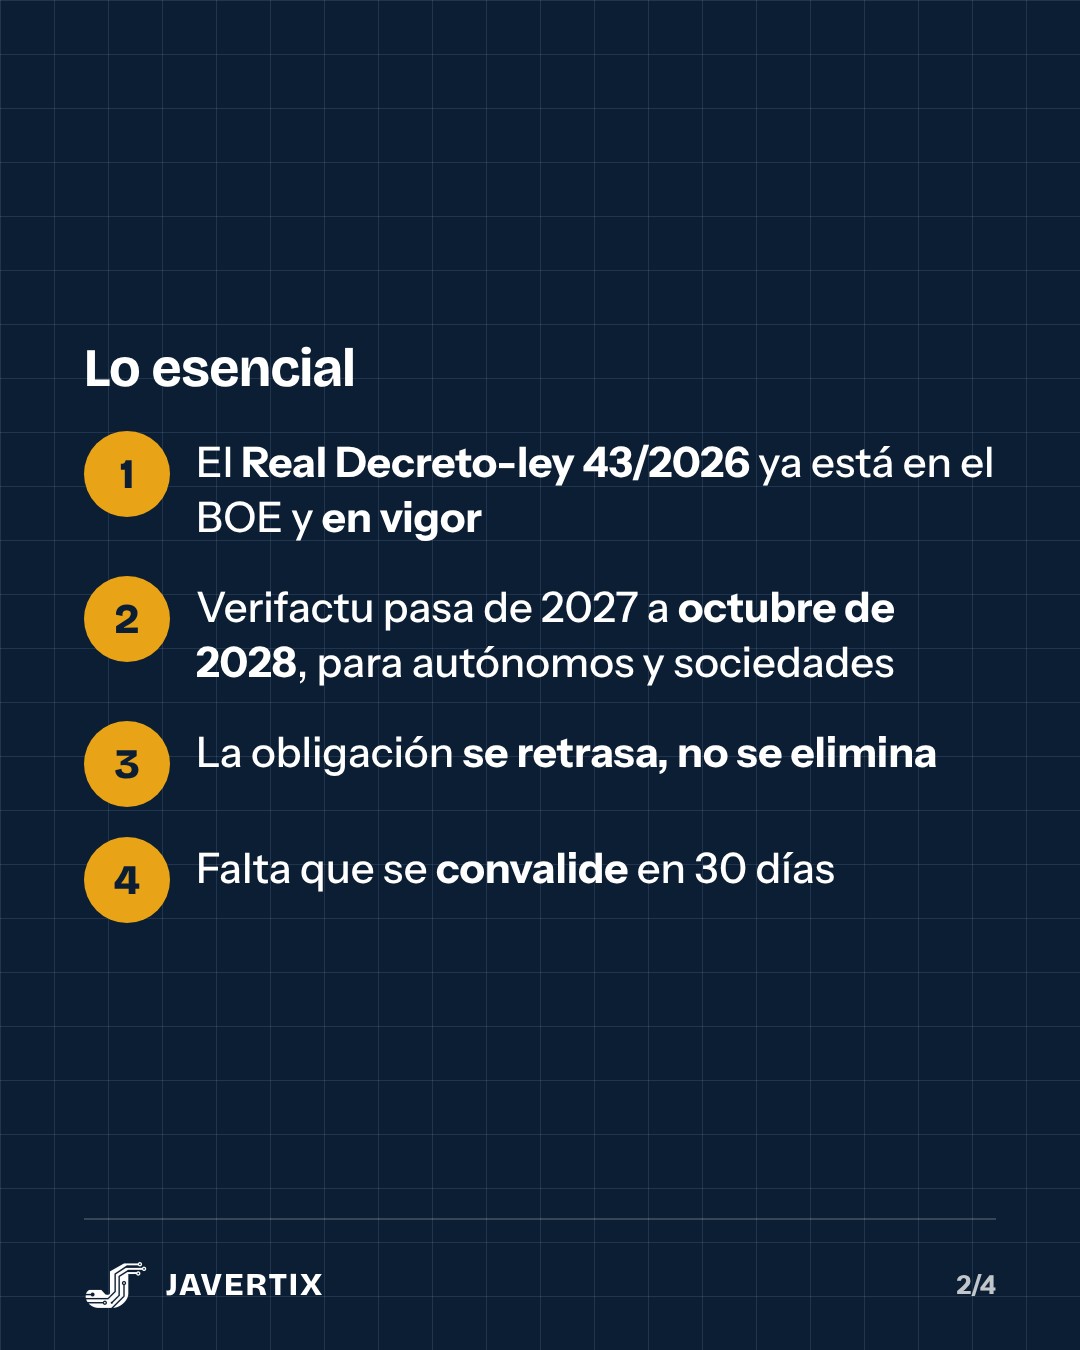 Lo esencial
1
El Real Decreto-ley 43/2026 ya está en el
BOE y en vigor
2
Verifactu pasa de 2027 a octubre de
2028, para autónomos y sociedades
3
La obligación se retrasa, no se elimina
4
Falta que se convalide en 30 días
JAVERTIX
2/4